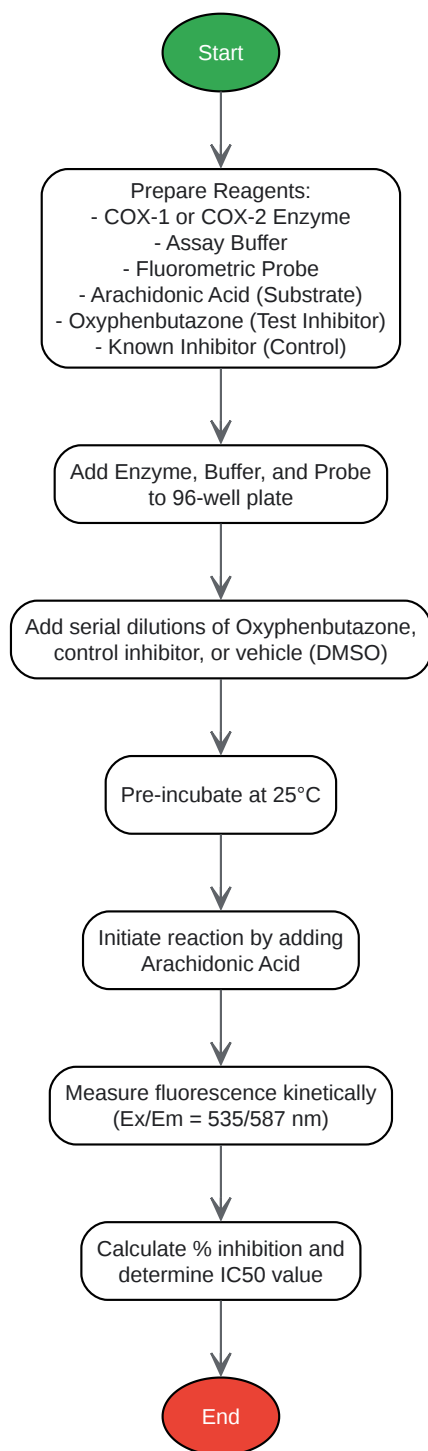 Start
Prepare Reagents:
- COX-1 or COX-2 Enzyme
- Assay Buffer
- Fluorometric Probe
- Arachidonic Acid (Substrate)
- Oxyphenbutazone (Test Inhibitor)
- Known Inhibitor (Control)
Add Enzyme, Buffer, and Probe
to 96-well plate
Add serial dilutions of Oxyphenbutazone,
control inhibitor, or vehicle (DMSO)
Pre-incubate at 25°C
Initiate reaction by adding
Arachidonic Acid
Measure fluorescence kinetically
(Ex/Em = 535/587 nm)
Calculate % inhibition and
determine IC50 value
End